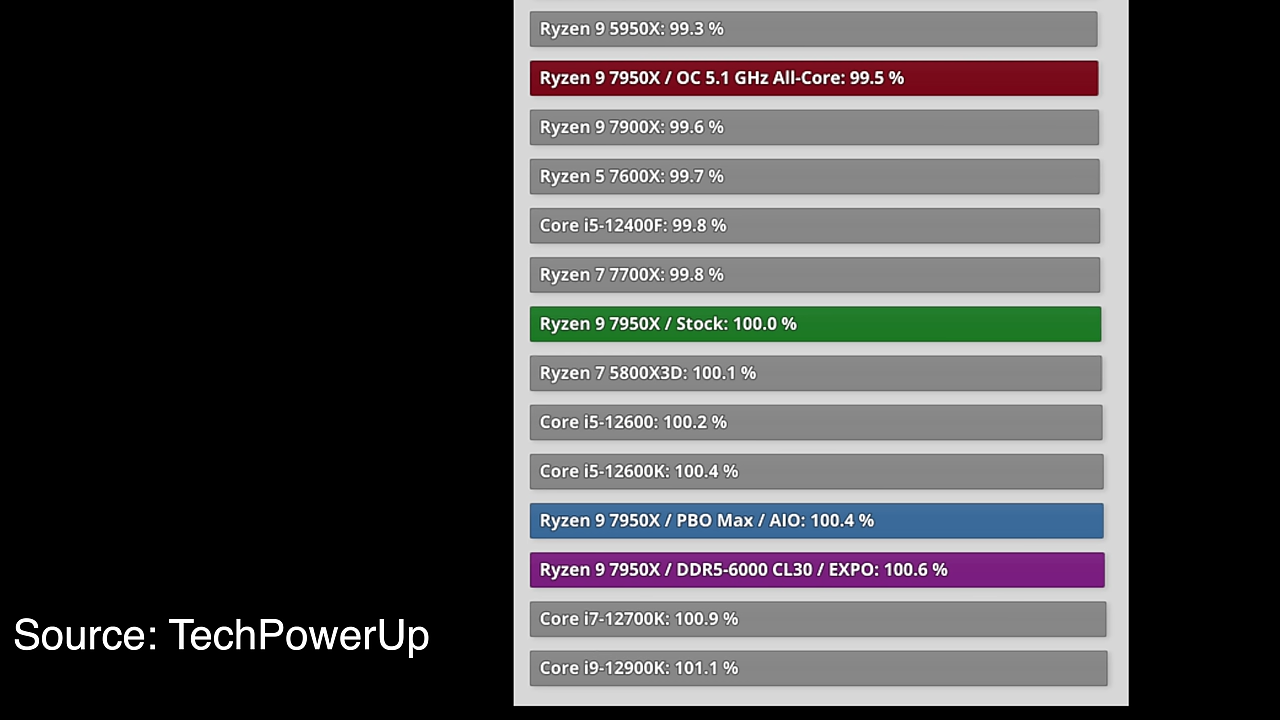 Ryzen 9 5950X: 99.3 %
Ryzen 9 7950X / OC 5.1 GHz All-Core: 99.5 %
Ryzen 9 7900X: 99.6 %
Ryzen 5 7600X: 99.7 %
Core i5-12400F: 99.8 %
Ryzen 7 7700X: 99.8 %
Ryzen 9 7950X / Stock: 100.0 %
Ryzen 7 5800X3D: 100.1 %
Core i5-12600: 100.2 %
Core i5-12600K: 100.4 %
Ryzen 9 7950X / PBO Max / AIO: 100.4 %
Ryzen 9 7950X / DDR5-6000 CL30 / EXPO: 100.6 %
Core i7-12700K: 100.9 %
Core i9-12900K: 101.1 %
Source: TechPowerUp